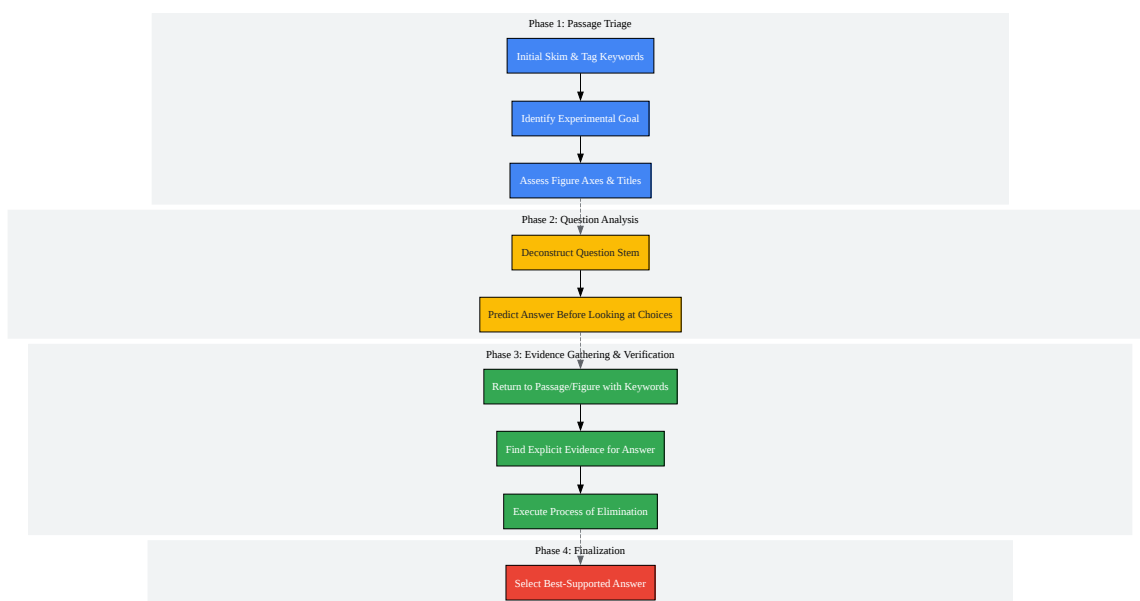 Phase 1: Passage Triage
Initial Skim & Tag Keywords
Identify Experimental Goal
Assess Figure Axes & Titles
Phase 2: Question Analysis
Deconstruct Question Stem
Predict Answer Before Looking at Choices
Phase 3: Evidence Gathering & Verification
Return to Passage/Figure with Keywords
Find Explicit Evidence for Answer
Execute Process of Elimination
Phase 4: Finalization
Select Best-Supported Answer